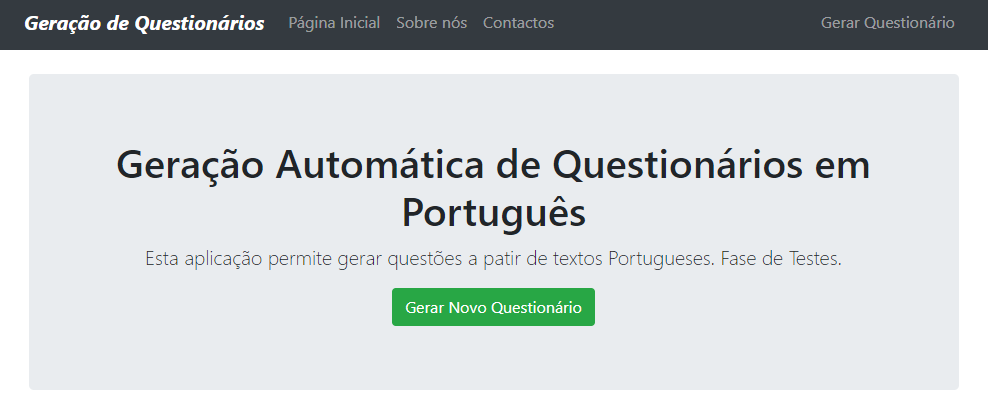 Geração de Questionários Página Inicial Sobre nós Contactos Gerar Questionário
Geração Automática de Questionários em
Português
Esta aplicação permite gerar questões a patir de textos Portugueses. Fase de Testes.
Gerar Novo Questionário